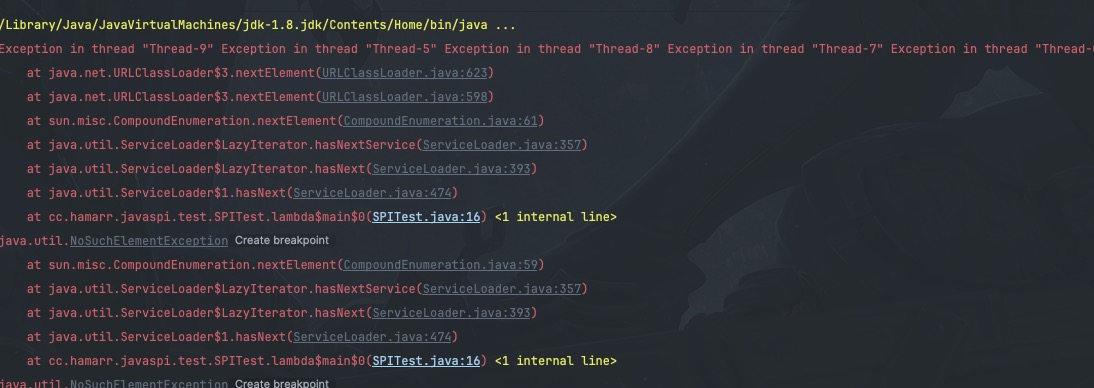 /Library/Java/JavaVirtualMachines/jdk-1.8.jdk/Contents/Home/bin/java ...
Exception in thread "Thread-9" Exception in thread "Thread-5" Exception in thread "Thread-8" Exception in thread "Thread-7" Exception in thread "Thread-
at java.net.URLClassLoader$3.nextElement(URLClassLoader.java:623)
at java.net.URLClassLoader$3.nextElement(URLClassLoader.java:598)
at sun.misc.CompoundEnumeration.nextElement(CompoundEnumeration.java:61)
at java.util.ServiceLoader$LazyIterator.hasNextService(ServiceLoader.java:357)
at java.util.ServiceLoader$LazyIterator.hasNext(ServiceLoader.java:393)
at java.util.ServiceLoader$1.hasNext(ServiceLoader.java:474)
at cc.hamarr.javaspi.test.SPITest.lambda$main$0(SPITest.java:16) <1 internal line>
java.util.NoSuchElementException Create breakpoint
at sun.misc.CompoundEnumeration.nextElement(CompoundEnumeration.java:59)
at java.util.ServiceLoader$LazyIterator.hasNextService(ServiceLoader.java:357)
at java.util.ServiceLoader$LazyIterator.hasNext(ServiceLoader.java:393)
at java.util.ServiceLoader$1.hasNext(ServiceLoader.java:474)
at cc.hamarr.javaspi.test.SPITest.lambda$main$0(SPITest.java:16) <1 internal line>
java.util.NoSuchElementException Create breakpoint